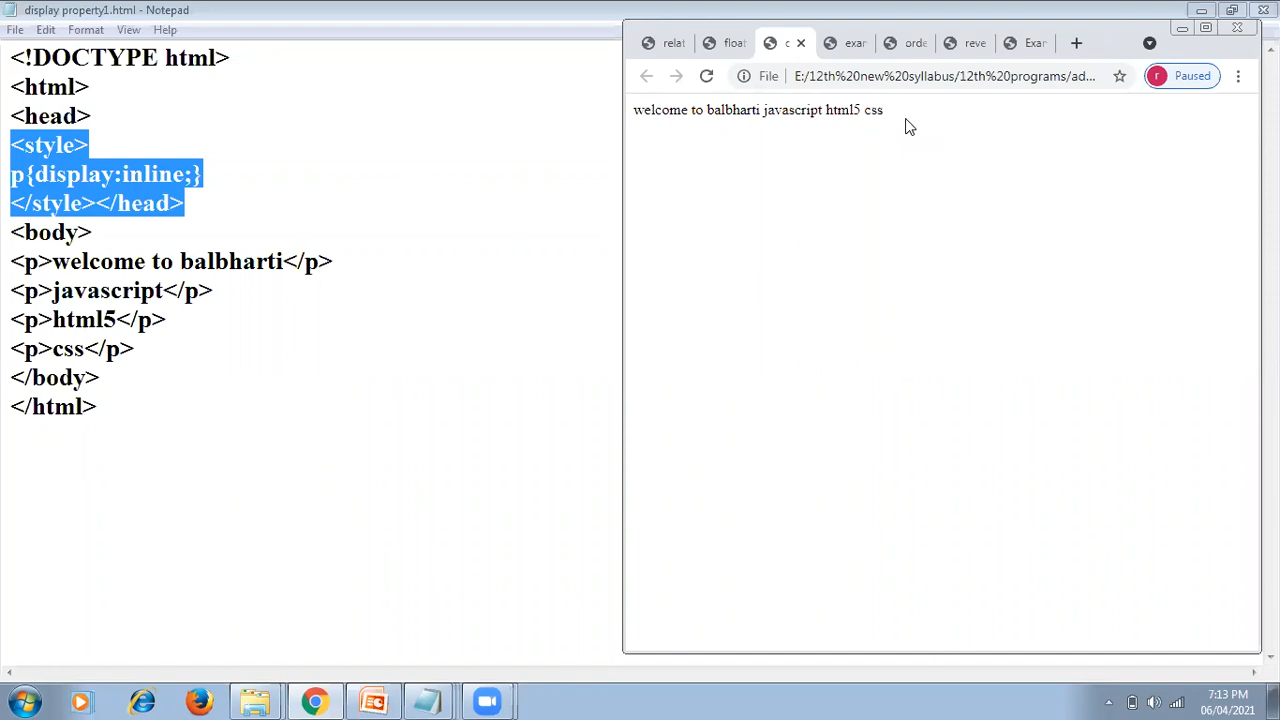 display property1.html - Notepad
File Edit Format View Help
<!DOCTYPE html>
<html>
<head>
<style>
p{display:inline;}
</style></head>
<body>
<p>welcome to balbharti</p>
<p>javascript</p>
<p>html5</p>
<p>css</p>
</body>
</html>
relat float c Exar orde reve Exar
File E:/12th%20new%20syllabus/12th%20programs/ad... r Paused
welcome to balbharti javascript html5 css
7:13 PM
06/04/2021